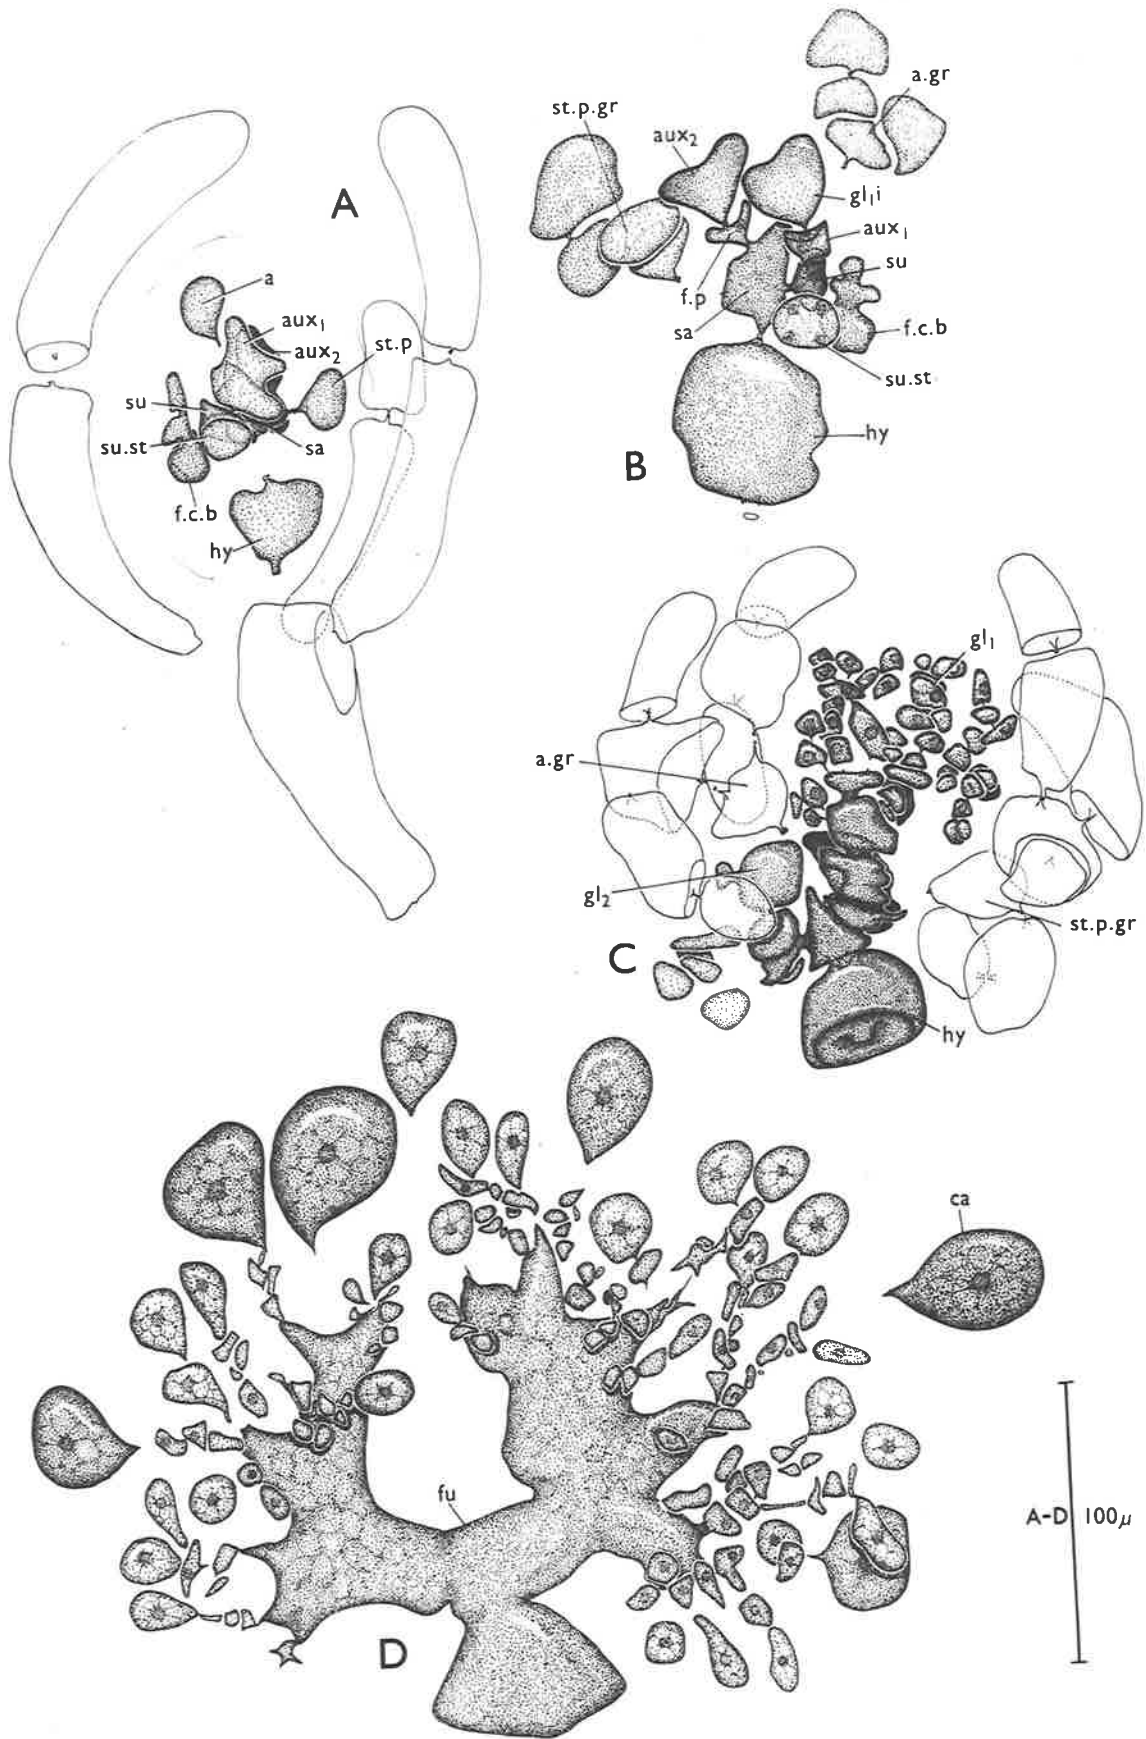 A
a
aux1
aux2
st.p
su
su.st
sa
f.c.b
hy
B
st.p.gr
aux2
a.gr
gl1i
aux1
su
f.p
sa
f.c.b
su.st
hy
C
gl1
a.gr
gl2
st.p.gr
hy
D
ca
fu
A-D 100μ